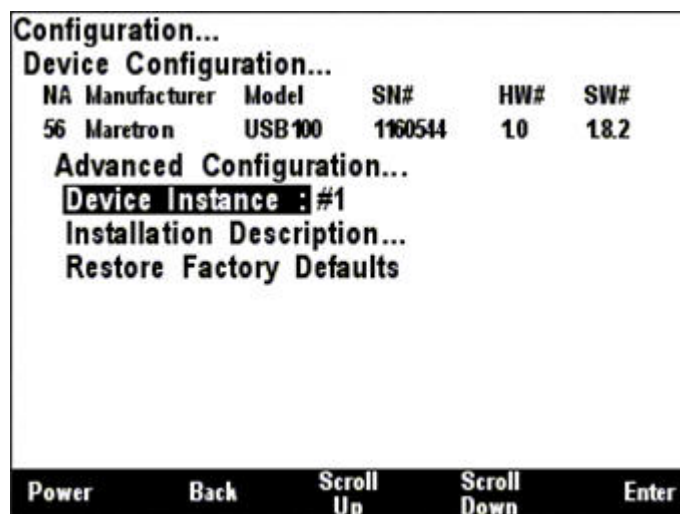 Configuration...
Device Configuration...
NA Manufacturer Model SN# HW# SW#
56 Maretron USB100 1160544 1.0 1.8.2
Advanced Configuration...
Device Instance : #1
Installation Description...
Restore Factory Defaults
Power Back Scroll Up Scroll Down Enter